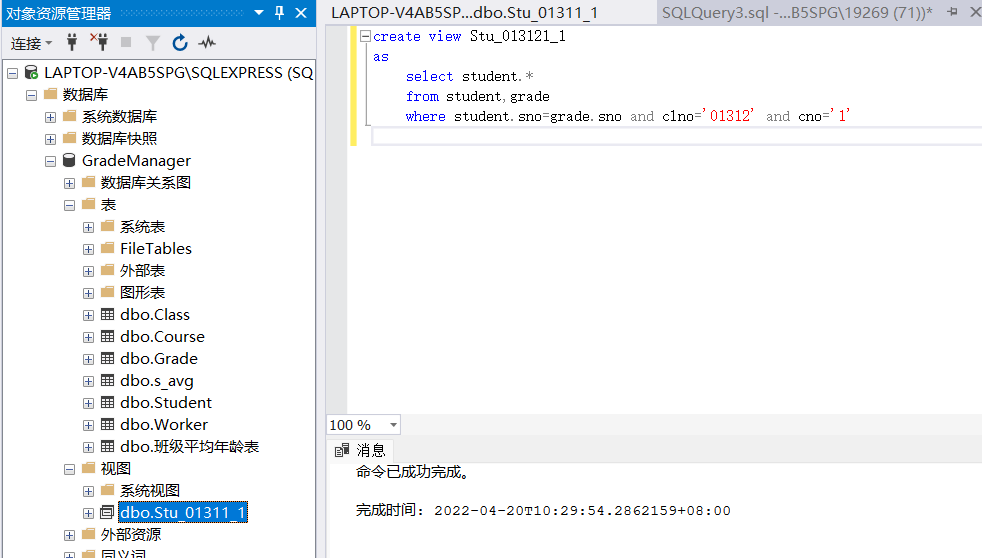 对象资源管理器
连接
LAPTOP-V4AB5SPG\SQLEXPRESS (SQ
数据库
系统数据库
数据库快照
GradeManager
数据库关系图
表
系统表
FileTables
外部表
图形表
dbo.Class
dbo.Course
dbo.Grade
dbo.s_avg
dbo.Student
dbo.Worker
dbo.班级平均年龄表
视图
系统视图
dbo.Stu_01311_1
外部资源
同义词
LAPTOP-V4AB5SP...dbo.Stu_01311_1
SQLQuery3.sql -...B5SPG\19269 (71))*
create view Stu_013121_1
as
select student.*
from student,grade
where student.sno=grade.sno and clno='01312' and cno='1'
100 %
消息
命令已成功完成。
完成时间: 2022-04-20T10:29:54.2862159+08:00